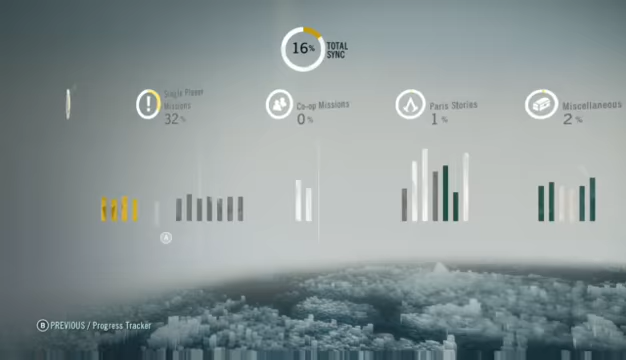 16%
TOTAL
SYNC
Single Player
Missions
32%
Co-op Missions
0%
Paris Stories
1%
Miscellaneous
2%
A
B PREVIOUS / Progress Tracker